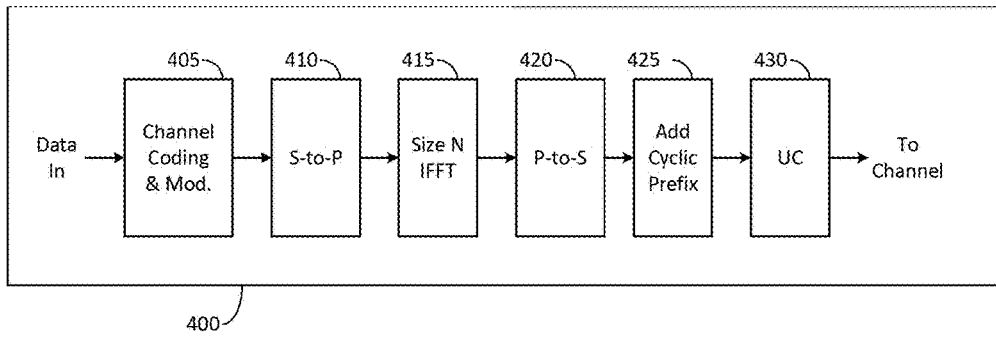 405
410
415
420
425
430
Data
In
Channel
Coding
& Mod.
S-to-P
Size N
IFFT
P-to-S
Add
Cyclic
Prefix
UC
To
Channel
400